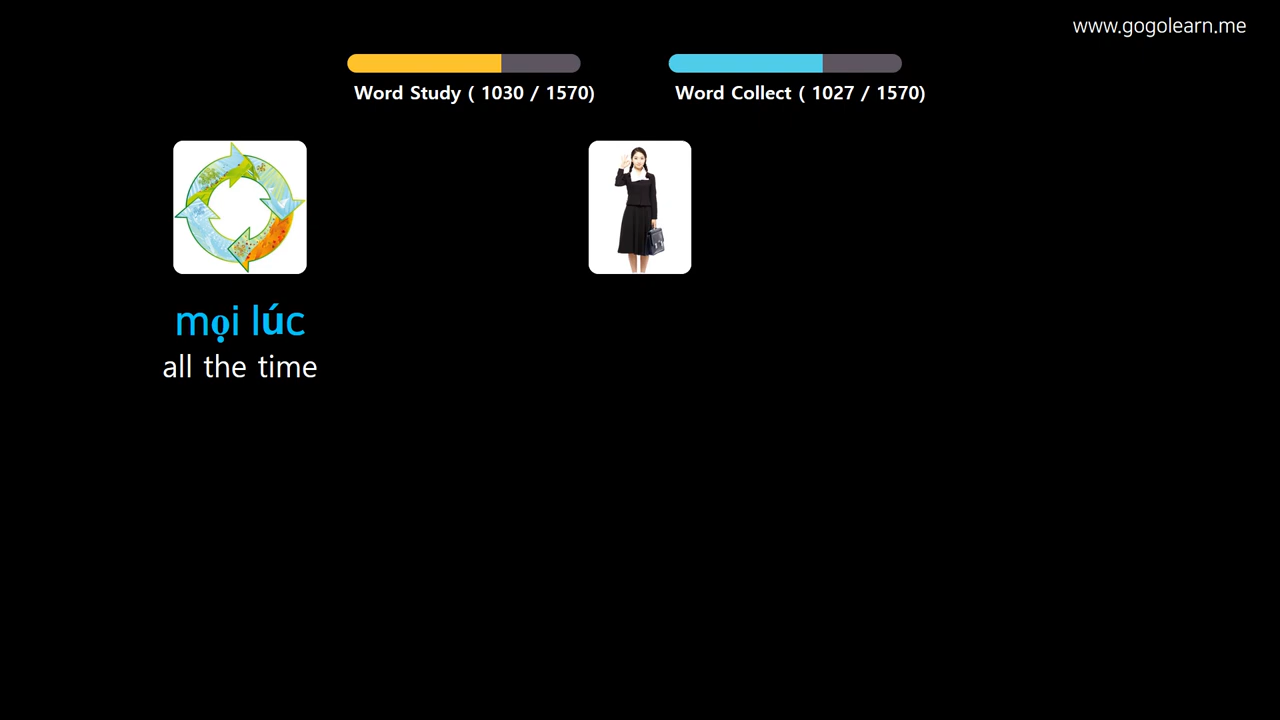 www.gogolearn.me
Word Study ( 1030 / 1570)
Word Collect ( 1027 / 1570)
mọi lúc
all the time